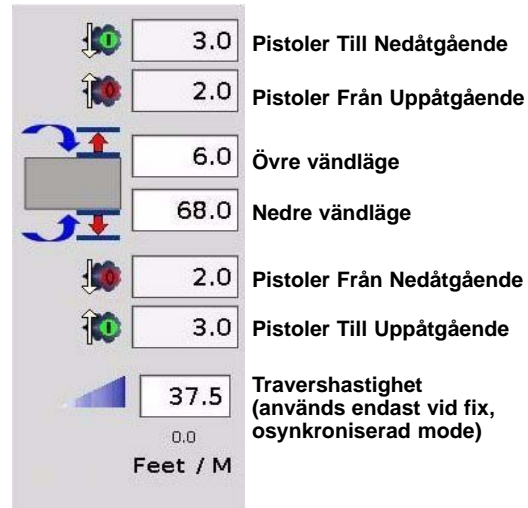 3.0 Pistoler Till Nedåtgående
2.0 Pistoler Från Uppåtgående
6.0 Övre vändläge
68.0 Nedre vändläge
2.0 Pistoler Från Nedåtgående
3.0 Pistoler Till Uppåtgående
37.5 Travershastighet
(används endast vid fix,
osynkroniserad mode)
0.0
Feet / M